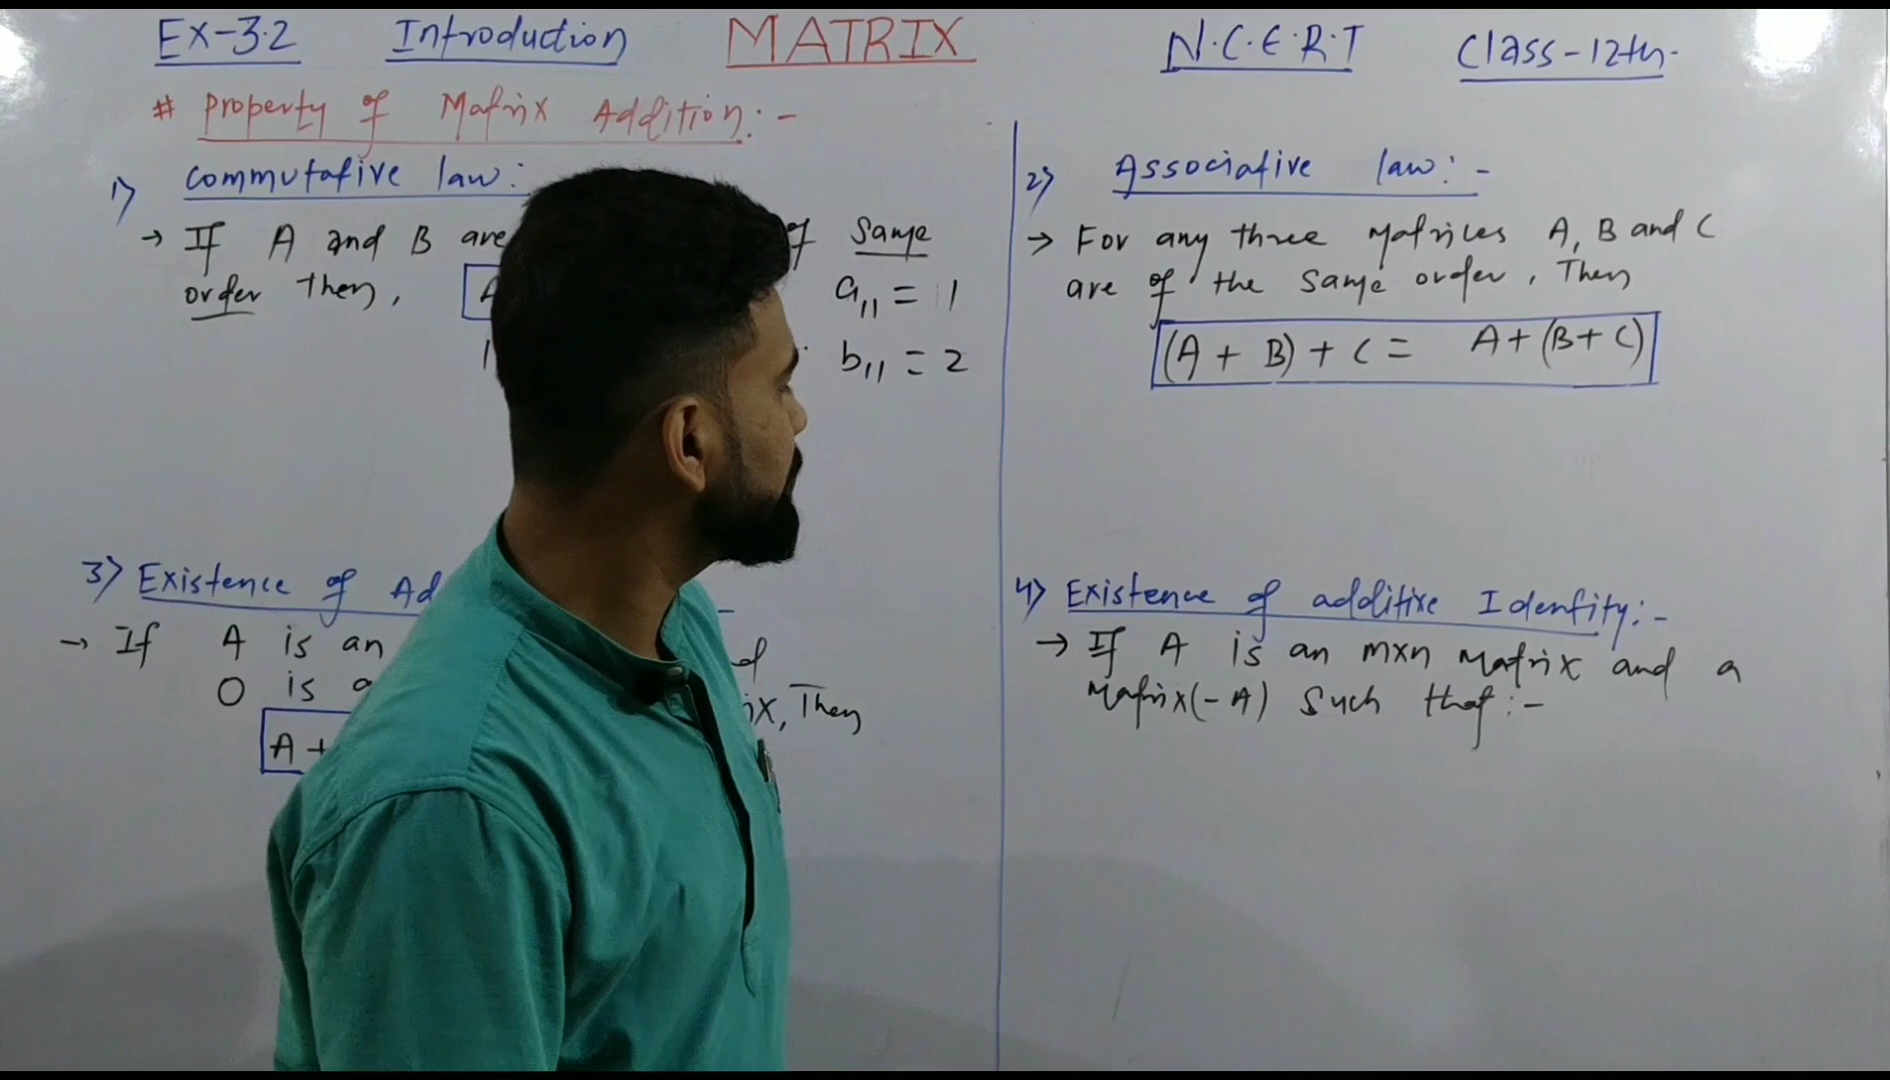 Ex-3.2 Introduction MATRIX N.C.E.R.T Class-12th.
# Property of Matrix Addition:-
1) Commutative law:
→ If A and B are of Same
order then,
a11 = 1
b11 = 2
2) Associative law:-
→ For any three matrices A, B and C
are of the same order, Then
(A + B) + C = A + (B + C)
3) Existence of Ad
→ If A is an
O is a Then
A +
4) Existence of additive Identity:-
→ If A is an mxn matrix and a
Matrix(-A) Such that:-